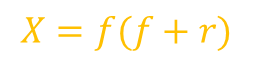 X = f(f + r)